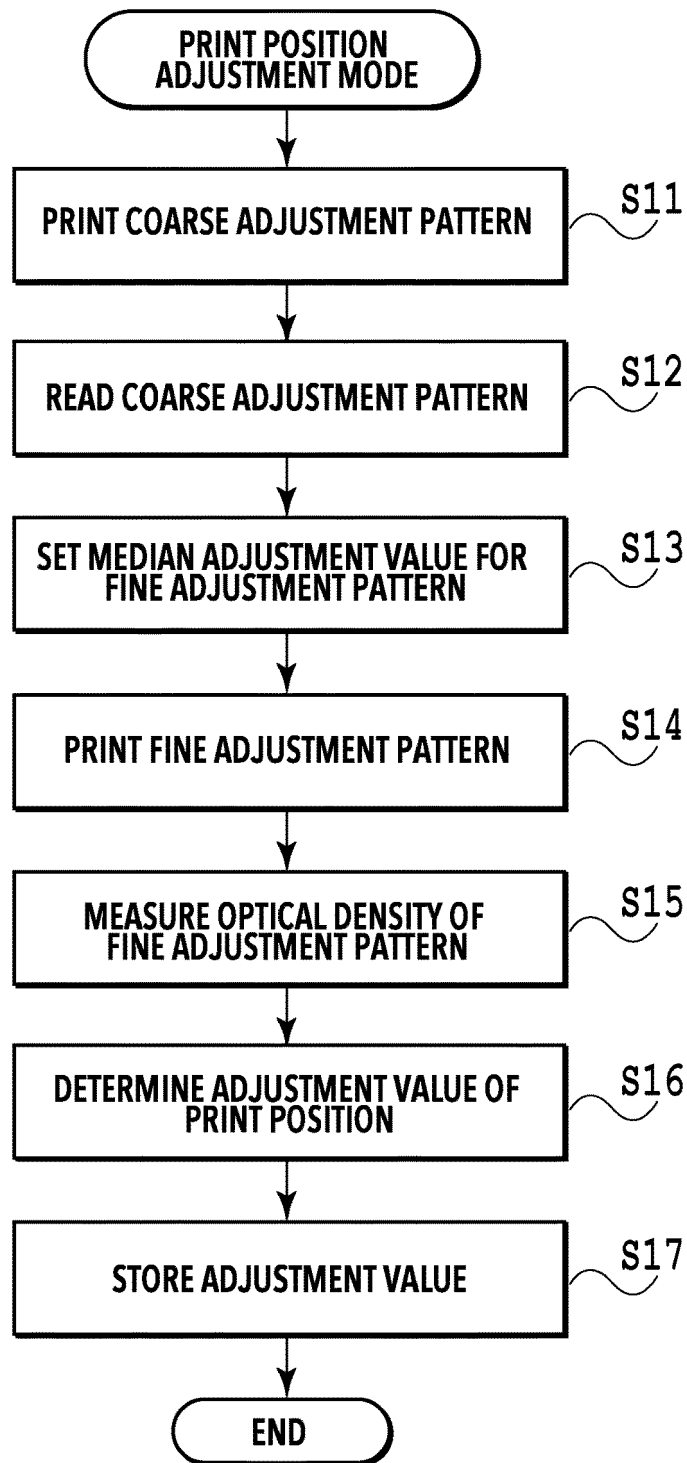 PRINT POSITION
ADJUSTMENT MODE
PRINT COARSE ADJUSTMENT PATTERN
S11
READ COARSE ADJUSTMENT PATTERN
S12
SET MEDIAN ADJUSTMENT VALUE FOR
FINE ADJUSTMENT PATTERN
S13
PRINT FINE ADJUSTMENT PATTERN
S14
MEASURE OPTICAL DENSITY OF
FINE ADJUSTMENT PATTERN
S15
DETERMINE ADJUSTMENT VALUE OF
PRINT POSITION
S16
STORE ADJUSTMENT VALUE
S17
END